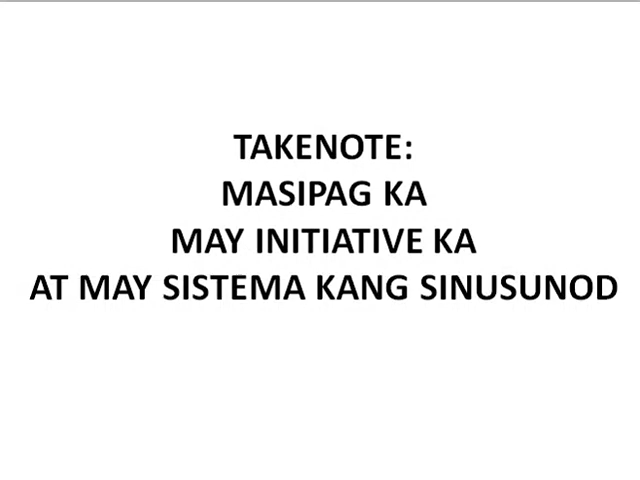 TAKENOTE:
MASIPAG KA
MAY INITIATIVE KA
AT MAY SISTEMA KANG SINUSUNOD